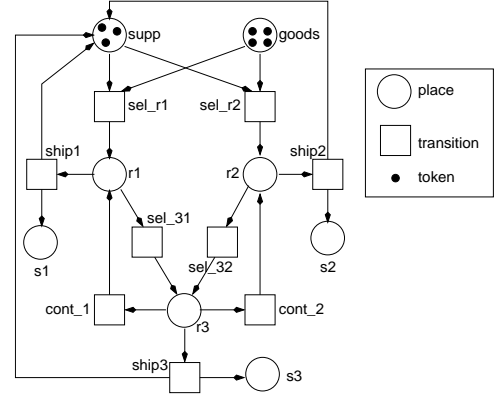 supp
goods
sel_r1
sel_r2
place
transition
token
ship1
r1
r2
ship2
sel_31
s1
sel_32
s2
cont_1
cont_2
r3
ship3
s3